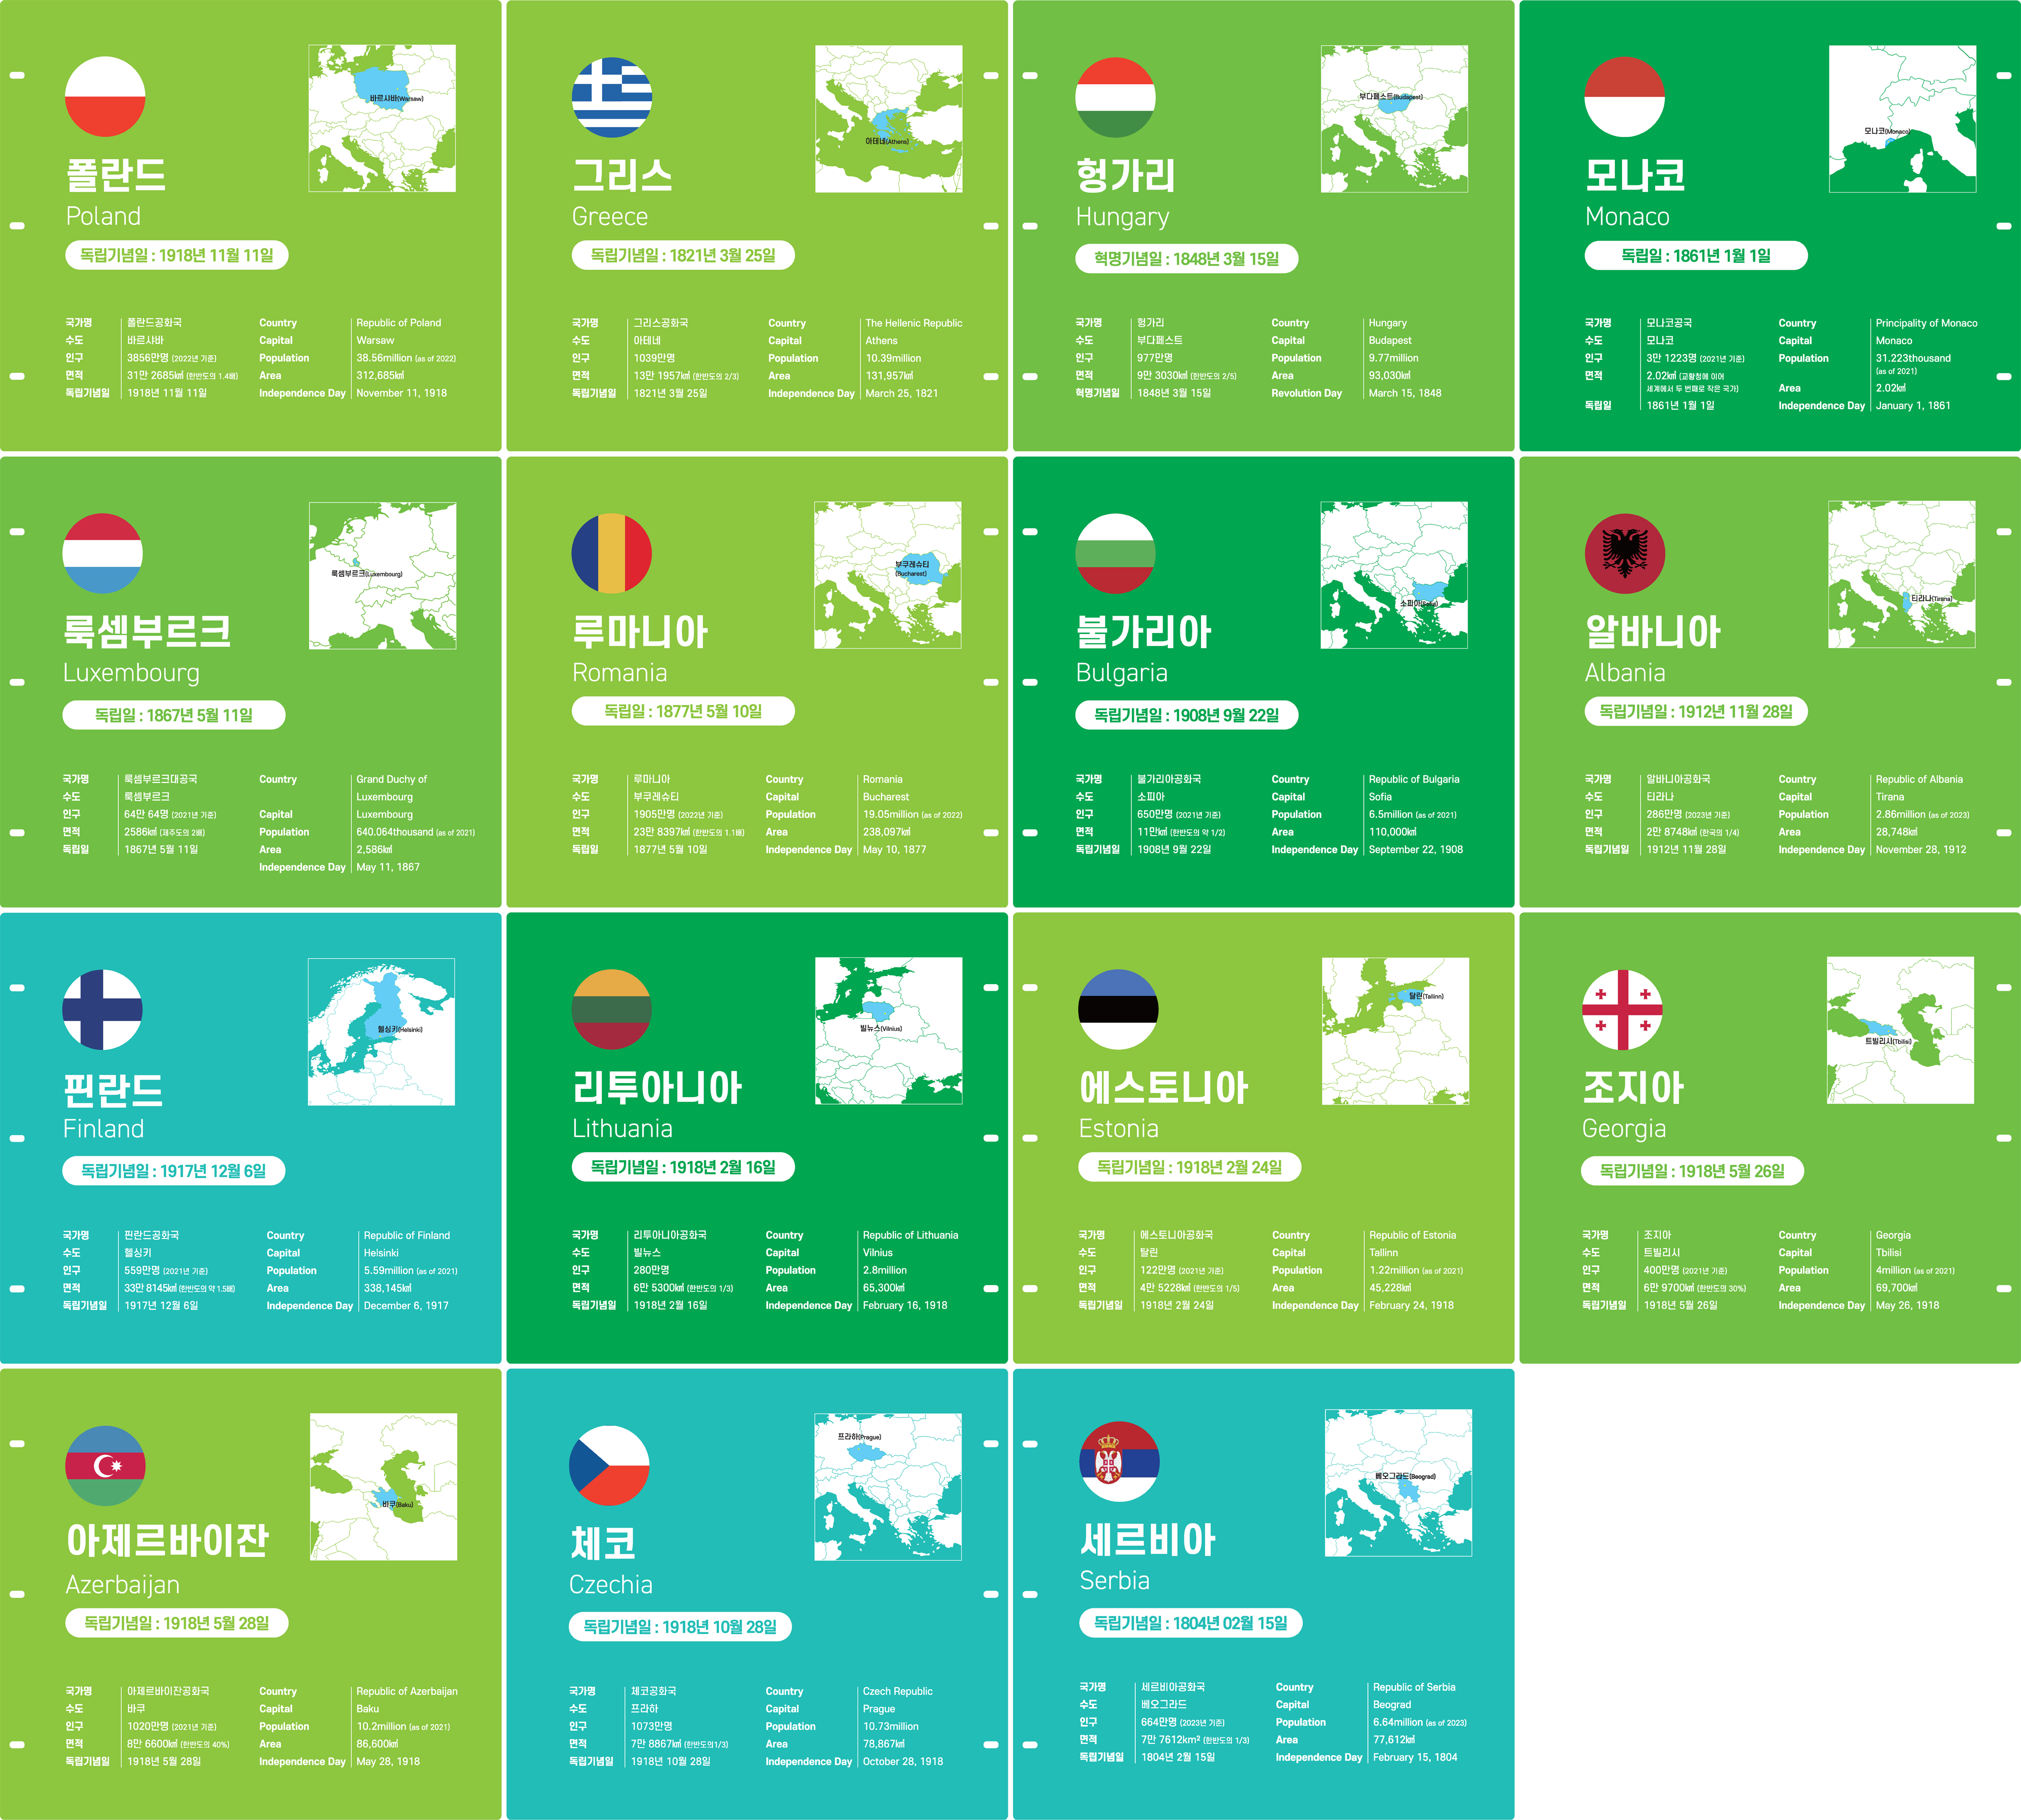 바르샤바(Warsaw)
폴란드
Poland
독립기념일 : 1918년 11월 11일
국가명 폴란드공화국 Country Republic of Poland
수도 바르샤바 Capital Warsaw
인구 3856만명 (2022년 기준) Population 38.56million (as of 2022)
면적 31만 2685㎢ (한반도의 1.4배) Area 312,685㎢
독립기념일 1918년 11월 11일 Independence Day November 11, 1918
아테네(Athens)
그리스
Greece
독립기념일 : 1821년 3월 25일
국가명 그리스공화국 Country The Hellenic Republic
수도 아테네 Capital Athens
인구 1039만명 Population 10.39million
면적 13만 1957㎢ (한반도의 2/3) Area 131,957㎢
독립기념일 1821년 3월 25일 Independence Day March 25, 1821
부다페스트(Budapest)
헝가리
Hungary
혁명기념일 : 1848년 3월 15일
국가명 헝가리 Country Hungary
수도 부다페스트 Capital Budapest
인구 977만명 Population 9.77million
면적 9만 3030㎢ (한반도의 2/5) Area 93,030㎢
혁명기념일 1848년 3월 15일 Revolution Day March 15, 1848
모나코(Monaco)
모나코
Monaco
독립일 : 1861년 1월 1일
국가명 모나코공국 Country Principality of Monaco
수도 모나코 Capital Monaco
인구 3만 1223명 (2021년 기준) Population 31.223thousand
(as of 2021)
면적 2.02㎢ (교황청에 이어
세계에서 두 번째로 작은 국가) Area 2.02㎢
독립일 1861년 1월 1일 Independence Day January 1, 1861
룩셈부르크(Luxembourg)
룩셈부르크
Luxembourg
독립일 : 1867년 5월 11일
국가명 룩셈부르크대공국 Country Grand Duchy of
수도 룩셈부르크 Luxembourg
인구 64만 64명 (2021년 기준) Capital Luxembourg
면적 2586㎢ (제주도의 2배) Population 640.064thousand (as of 2021)
독립일 1867년 5월 11일 Area 2,586㎢
Independence Day May 11, 1867
부쿠레슈티
(Bucharest)
루마니아
Romania
독립일 : 1877년 5월 10일
국가명 루마니아 Country Romania
수도 부쿠레슈티 Capital Bucharest
인구 1905만명 (2022년 기준) Population 19.05million (as of 2022)
면적 23만 8397㎢ (한반도의 1.1배) Area 238,097㎢
독립일 1877년 5월 10일 Independence Day May 10, 1877
소피아(Sofia)
불가리아
Bulgaria
독립기념일 : 1908년 9월 22일
국가명 불가리아공화국 Country Republic of Bulgaria
수도 소피아 Capital Sofia
인구 650만명 (2021년 기준) Population 6.5million (as of 2021)
면적 11만㎢ (한반도의 약 1/2) Area 110,000㎢
독립기념일 1908년 9월 22일 Independence Day September 22, 1908
티라나(Tirana)
알바니아
Albania
독립기념일 : 1912년 11월 28일
국가명 알바니아공화국 Country Republic of Albania
수도 티라나 Capital Tirana
인구 286만명 (2023년 기준) Population 2.86million (as of 2023)
면적 2만 8748㎢ (한국의 1/4) Area 28,748㎢
독립기념일 1912년 11월 28일 Independence Day November 28, 1912
헬싱키(Helsinki)
핀란드
Finland
독립기념일 : 1917년 12월 6일
국가명 핀란드공화국 Country Republic of Finland
수도 헬싱키 Capital Helsinki
인구 559만명 (2021년 기준) Population 5.59million (as of 2021)
면적 33만 8145㎢ (한반도의 약 1.5배) Area 338,145㎢
독립기념일 1917년 12월 6일 Independence Day December 6, 1917
빌뉴스(Vilnius)
리투아니아
Lithuania
독립기념일 : 1918년 2월 16일
국가명 리투아니아공화국 Country Republic of Lithuania
수도 빌뉴스 Capital Vilnius
인구 280만명 Population 2.8million
면적 6만 5300㎢ (한반도의 1/3) Area 65,300㎢
독립기념일 1918년 2월 16일 Independence Day February 16, 1918
탈린(Tallinn)
에스토니아
Estonia
독립기념일 : 1918년 2월 24일
국가명 에스토니아공화국 Country Republic of Estonia
수도 탈린 Capital Tallinn
인구 122만명 (2021년 기준) Population 1.22million (as of 2021)
면적 4만 5228㎢ (한반도의 1/5) Area 45,228㎢
독립기념일 1918년 2월 24일 Independence Day February 24, 1918
트빌리시(Tbilisi)
조지아
Georgia
독립기념일 : 1918년 5월 26일
국가명 조지아 Country Georgia
수도 트빌리시 Capital Tbilisi
인구 400만명 (2021년 기준) Population 4million (as of 2021)
면적 6만 9700㎢ (한반도의 30%) Area 69,700㎢
독립기념일 1918년 5월 26일 Independence Day May 26, 1918
바쿠(Baku)
아제르바이잔
Azerbaijan
독립기념일 : 1918년 5월 28일
국가명 아제르바이잔공화국 Country Republic of Azerbaijan
수도 바쿠 Capital Baku
인구 1020만명 (2021년 기준) Population 10.2million (as of 2021)
면적 8만 6600㎢ (한반도의 40%) Area 86,600㎢
독립기념일 1918년 5월 28일 Independence Day May 28, 1918
프라하(Prague)
체코
Czechia
독립기념일 : 1918년 10월 28일
국가명 체코공화국 Country Czech Republic
수도 프라하 Capital Prague
인구 1073만명 Population 10.73million
면적 7만 8867㎢ (한반도의1/3) Area 78,867㎢
독립기념일 1918년 10월 28일 Independence Day October 28, 1918
베오그라드(Beograd)
세르비아
Serbia
독립기념일 : 1804년 02월 15일
국가명 세르비아공화국 Country Republic of Serbia
수도 베오그라드 Capital Beograd
인구 664만명 (2023년 기준) Population 6.64million (as of 2023)
면적 7만 7612km² (한반도의 1/3) Area 77,612㎢
독립기념일 1804년 2월 15일 Independence Day February 15, 1804